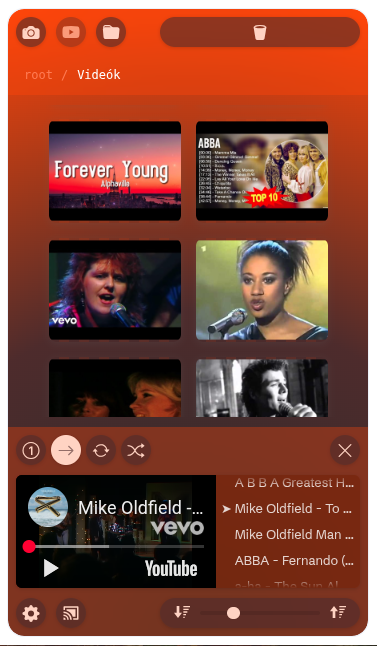 root / Videók
Forever Young
Alphaville
ABBA
TOP 10
vevo
1
A B B A Greatest H...
Mike Oldfield -...
vevo
YouTube
➤ Mike Oldfield - To ...
Mike Oldfield Man ...
ABBA - Fernando (...
a-ha - The Sun Al...